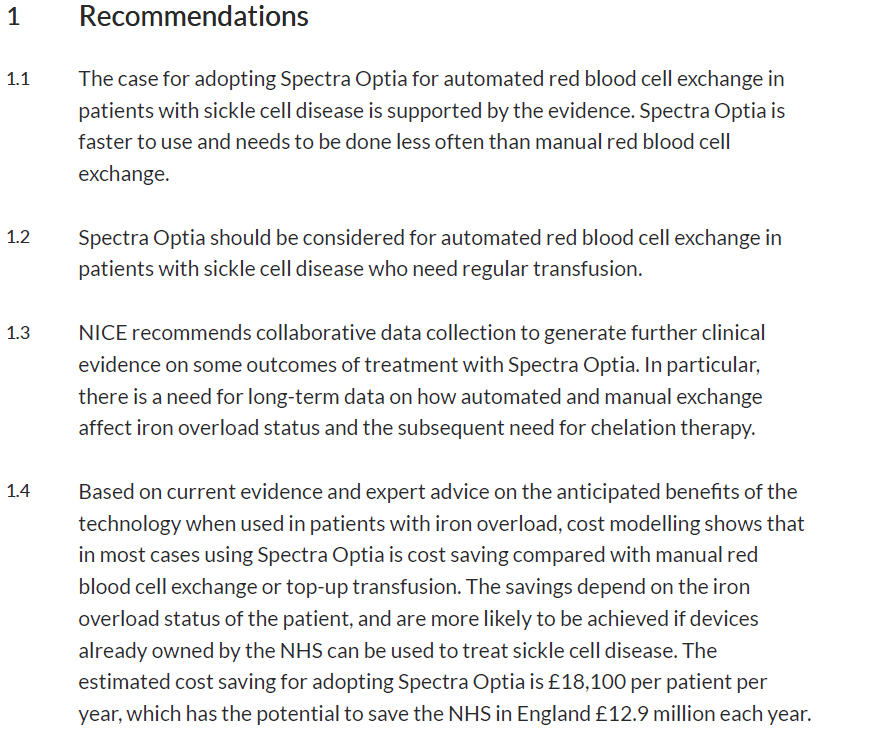 1 Recommendations
1.1 The case for adopting Spectra Optia for automated red blood cell exchange in
patients with sickle cell disease is supported by the evidence. Spectra Optia is
faster to use and needs to be done less often than manual red blood cell
exchange.
1.2 Spectra Optia should be considered for automated red blood cell exchange in
patients with sickle cell disease who need regular transfusion.
1.3 NICE recommends collaborative data collection to generate further clinical
evidence on some outcomes of treatment with Spectra Optia. In particular,
there is a need for long-term data on how automated and manual exchange
affect iron overload status and the subsequent need for chelation therapy.
1.4 Based on current evidence and expert advice on the anticipated benefits of the
technology when used in patients with iron overload, cost modelling shows that
in most cases using Spectra Optia is cost saving compared with manual red
blood cell exchange or top-up transfusion. The savings depend on the iron
overload status of the patient, and are more likely to be achieved if devices
already owned by the NHS can be used to treat sickle cell disease. The
estimated cost saving for adopting Spectra Optia is £18,100 per patient per
year, which has the potential to save the NHS in England £12.9 million each year.